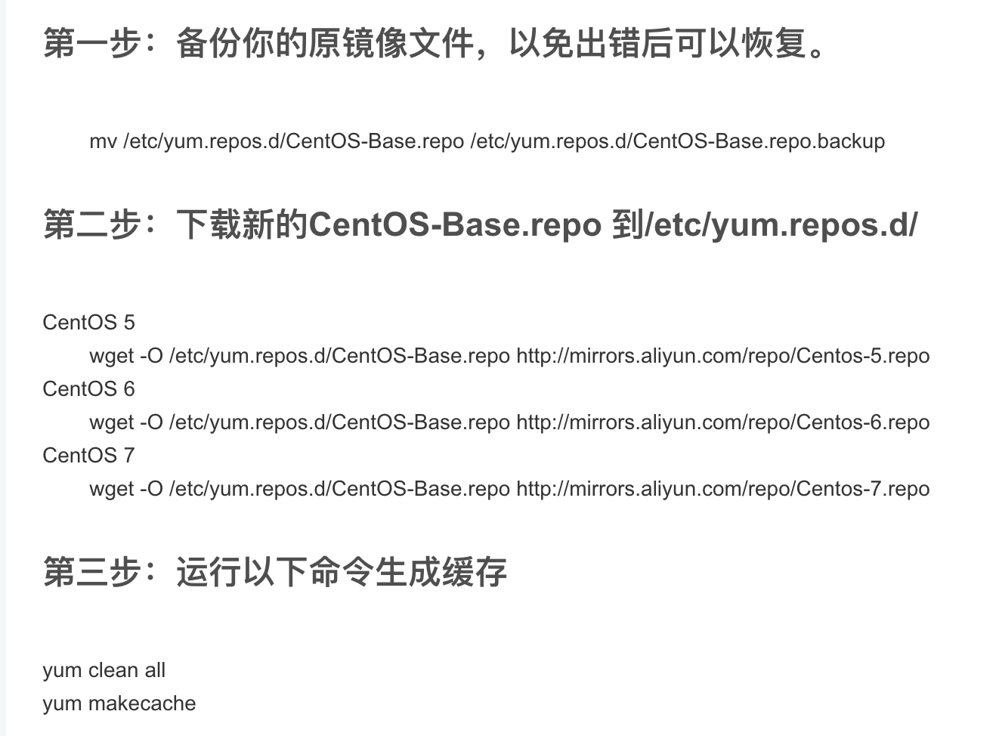 第一步：备份你的原镜像文件，以免出错后可以恢复。
mv /etc/yum.repos.d/CentOS-Base.repo /etc/yum.repos.d/CentOS-Base.repo.backup
第二步：下载新的CentOS-Base.repo 到/etc/yum.repos.d/
CentOS 5
wget -O /etc/yum.repos.d/CentOS-Base.repo http://mirrors.aliyun.com/repo/Centos-5.repo
CentOS 6
wget -O /etc/yum.repos.d/CentOS-Base.repo http://mirrors.aliyun.com/repo/Centos-6.repo
CentOS 7
wget -O /etc/yum.repos.d/CentOS-Base.repo http://mirrors.aliyun.com/repo/Centos-7.repo
第三步：运行以下命令生成缓存
yum clean all
yum makecache